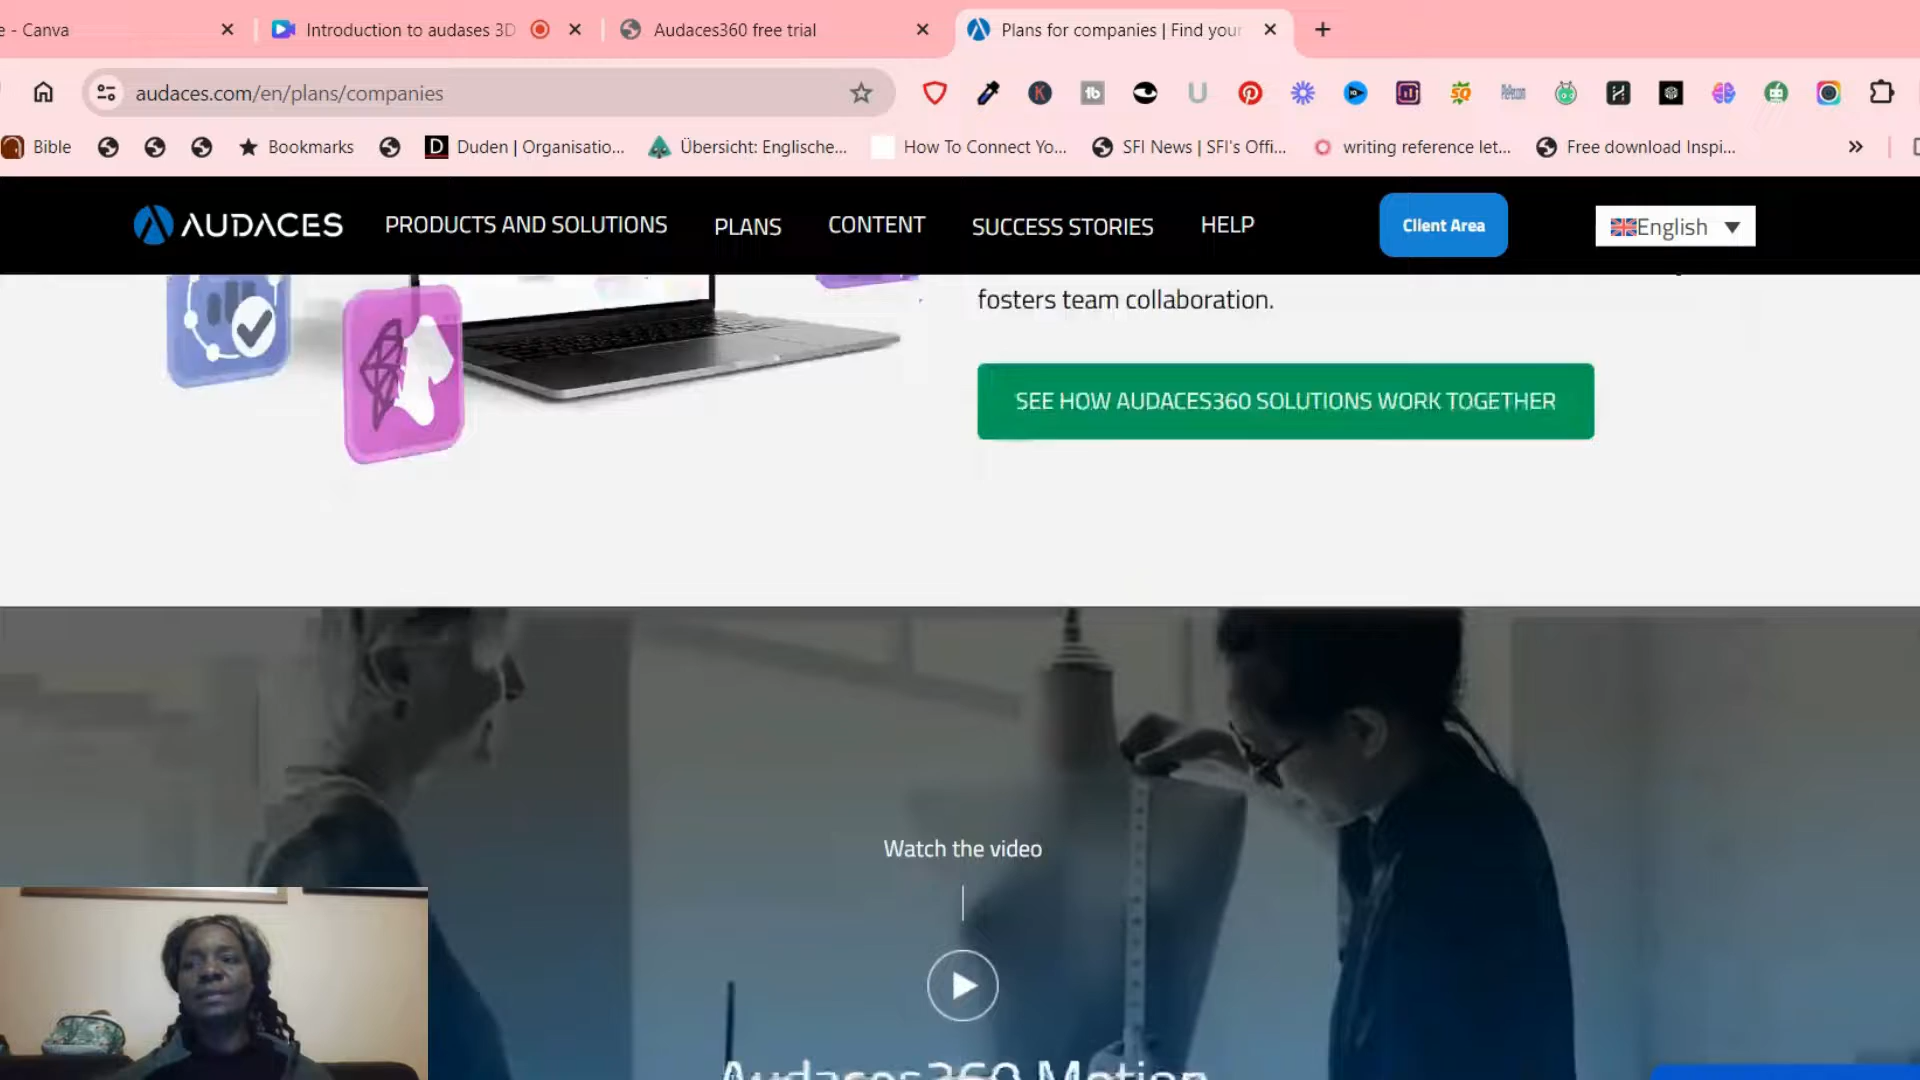 e - Canva
Introduction to audases 3D
Audaces360 free trial
Plans for companies | Find your
audaces.com/en/plans/companies
Bible
Bookmarks
Duden | Organisatio...
Übersicht: Englische...
How To Connect Yo...
SFI News | SFI's Offi...
writing reference let...
Free download Inspi...
AUDACES
PRODUCTS AND SOLUTIONS
PLANS
CONTENT
SUCCESS STORIES
HELP
Client Area
English
fosters team collaboration.
SEE HOW AUDACES360 SOLUTIONS WORK TOGETHER
Watch the video
Audaces360 Motion